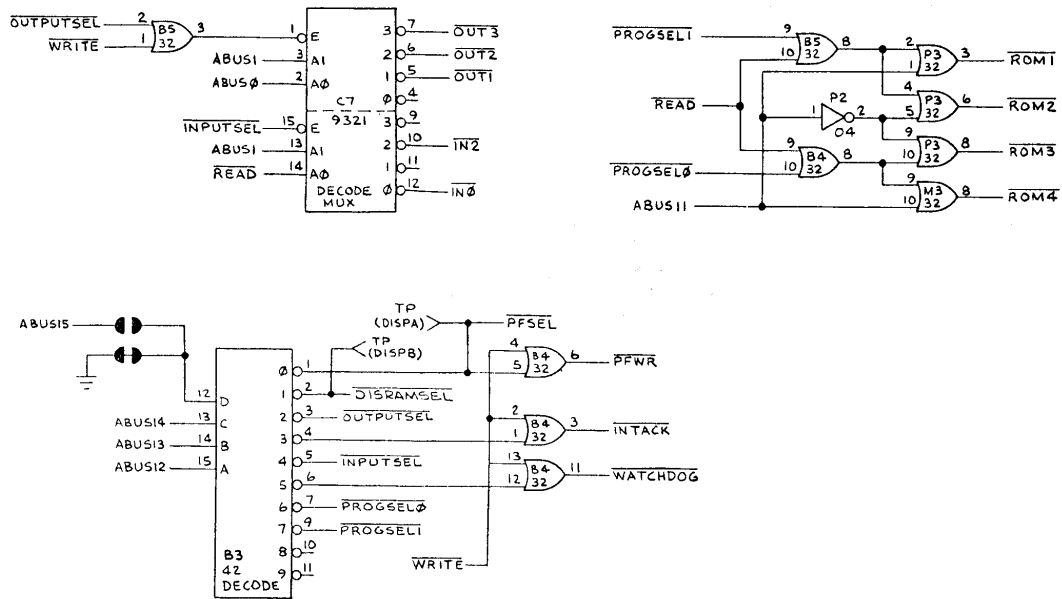 OUTPUTSEL 2 B5 32 3 1 E
WRITE 1
ABUS1 3 A1
ABUSØ 2 AØ
C7
9321
INPUTSEL 15 E
ABUS1 13 A1
READ 14 AØ
DECODE
MUX
3 7 OUT3
2 6 OUT2
1 5 OUT1
Ø 4
3 9
2 10 IN2
1 11
Ø 12 INØ
PROGSEL1 9 B5 32 8
10
READ
PROGSELØ 10 B4 32 8
9
ABUS11
1 P2 2
04
2 P3 32 3 ROM1
1
4 P3 32 6 ROM2
5
9 P3 32 8 ROM3
10
9 M3 32 8 ROM4
10
ABUS15
12 D
ABUS14 13 C
ABUS13 14 B
ABUS12 15 A
B3
42
DECODE
TP
(DISPA)
PFSEL
TP
(DISPB)
Ø 1
1 2 DISRAMSEL
2 3 OUTPUTSEL
3 4
4 5 INPUTSEL
5 6
6 7 PROGSELØ
7 9 PROGSEL1
8 10
9 11
4 B4 32 6 PFWR
5
2 B4 32 3 INTACK
1
13 B4 32 11 WATCHDOG
12
WRITE